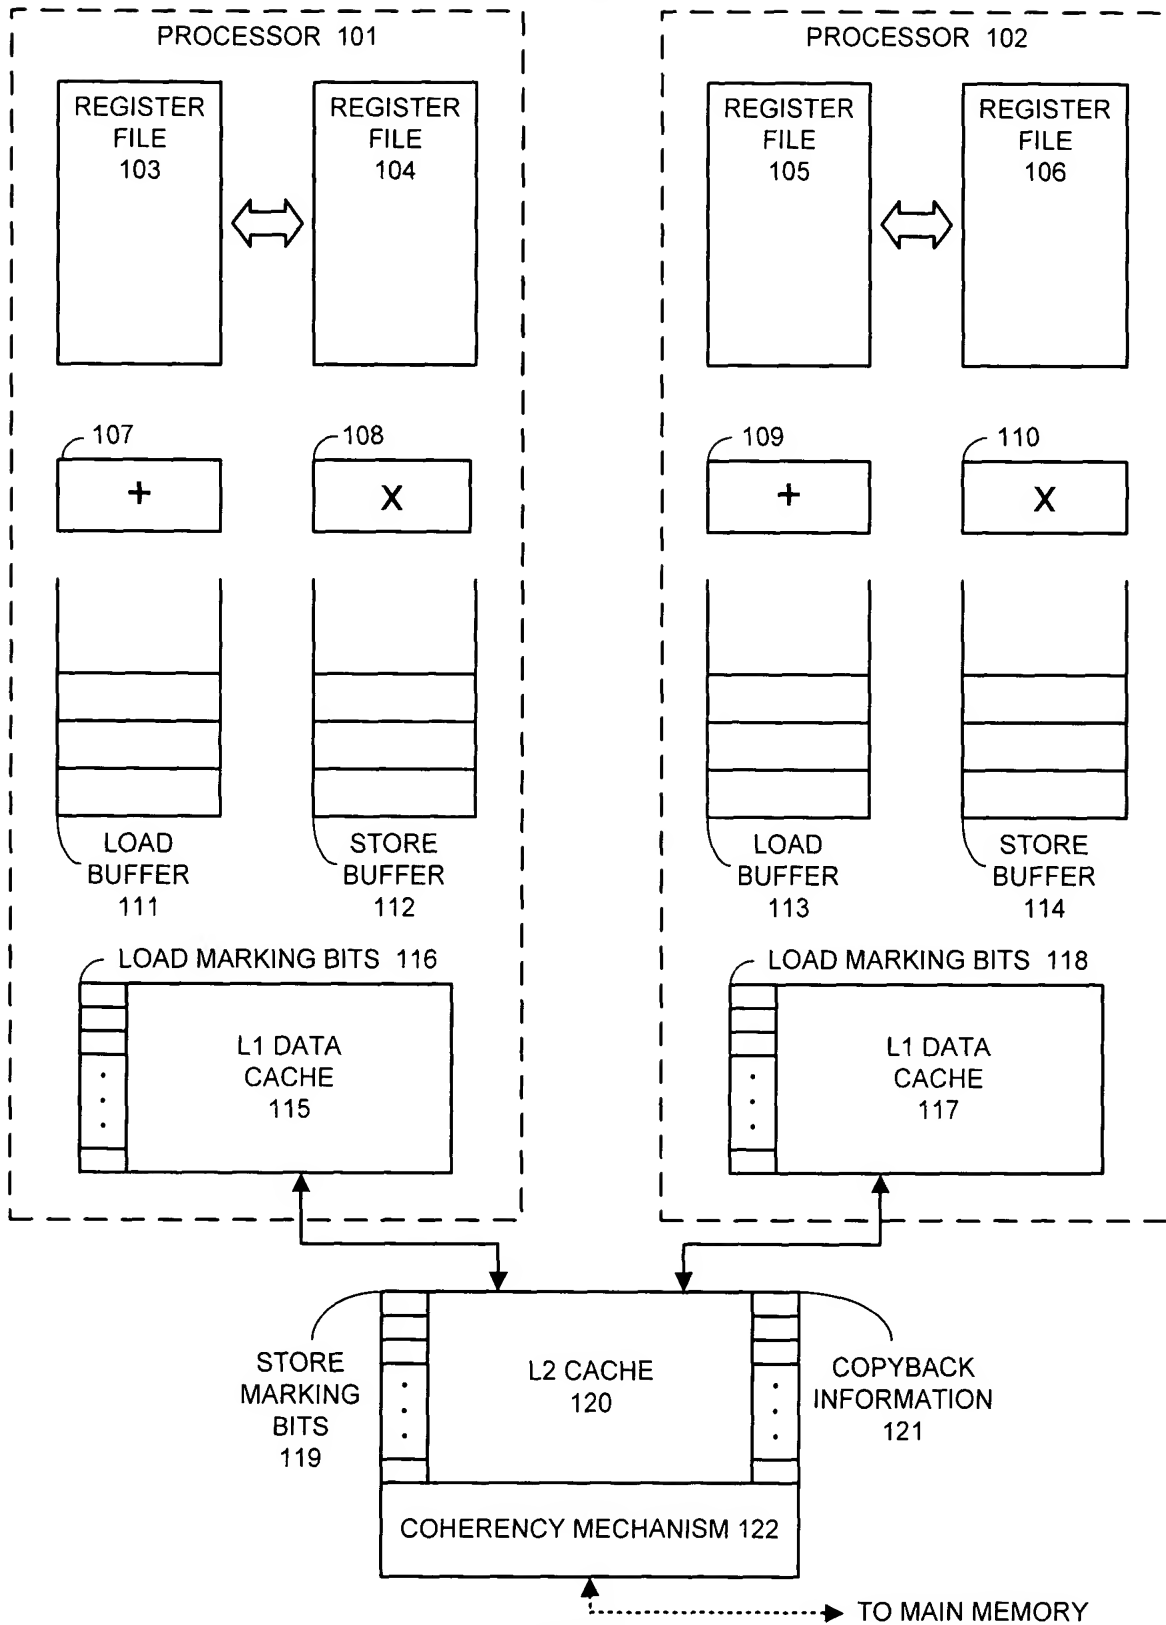 PROCESSOR 101
REGISTER
FILE
103
REGISTER
FILE
104
107
+
108
X
LOAD
BUFFER
111
STORE
BUFFER
112
LOAD MARKING BITS 116
L1 DATA
CACHE
115
PROCESSOR 102
REGISTER
FILE
105
REGISTER
FILE
106
109
+
110
X
LOAD
BUFFER
113
STORE
BUFFER
114
LOAD MARKING BITS 118
L1 DATA
CACHE
117
STORE
MARKING
BITS
119
L2 CACHE
120
COPYBACK
INFORMATION
121
COHERENCY MECHANISM 122
TO MAIN MEMORY